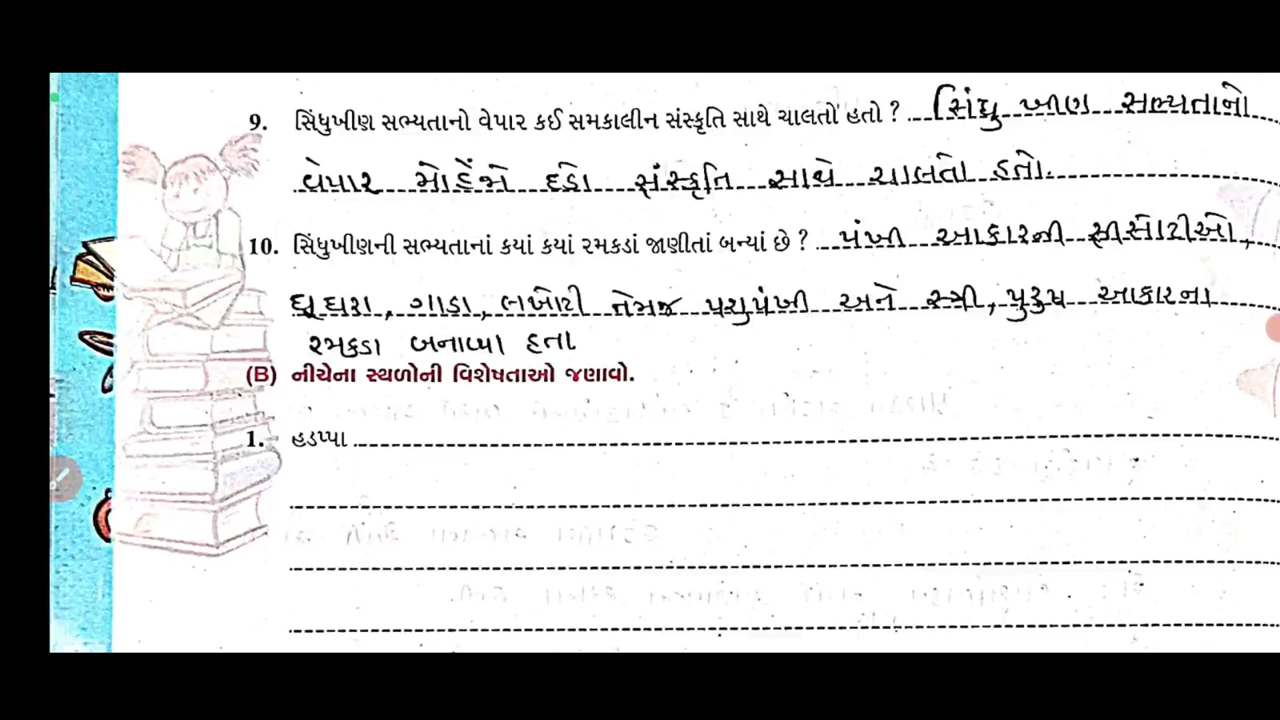 9. સિંધુખીણ સભ્યતાનો વેપાર કઈ સમકાલીન સંસ્કૃતિ સાથે ચાલતો હતો ? સિંધુ ખીણ સભ્યતાનો
વેપાર મોહેંજો દડો સંસ્કૃતિ સાથે ચાલતો હતો.
10. સિંધુખીણની સભ્યતાનાં કયાં કયાં રમકડાં જાણીતાં બન્યાં છે ? પંખી આકારની સીસોટીઓ,
ઘૂઘરા, ગાડા, લખોટી તેમજ પશુપંખી અને સ્ત્રી, પુરુષ આકારના
રમકડા બનાવ્યા હતા
(B) નીચેના સ્થળોની વિશેષતાઓ જણાવો.
1. હડપ્પા